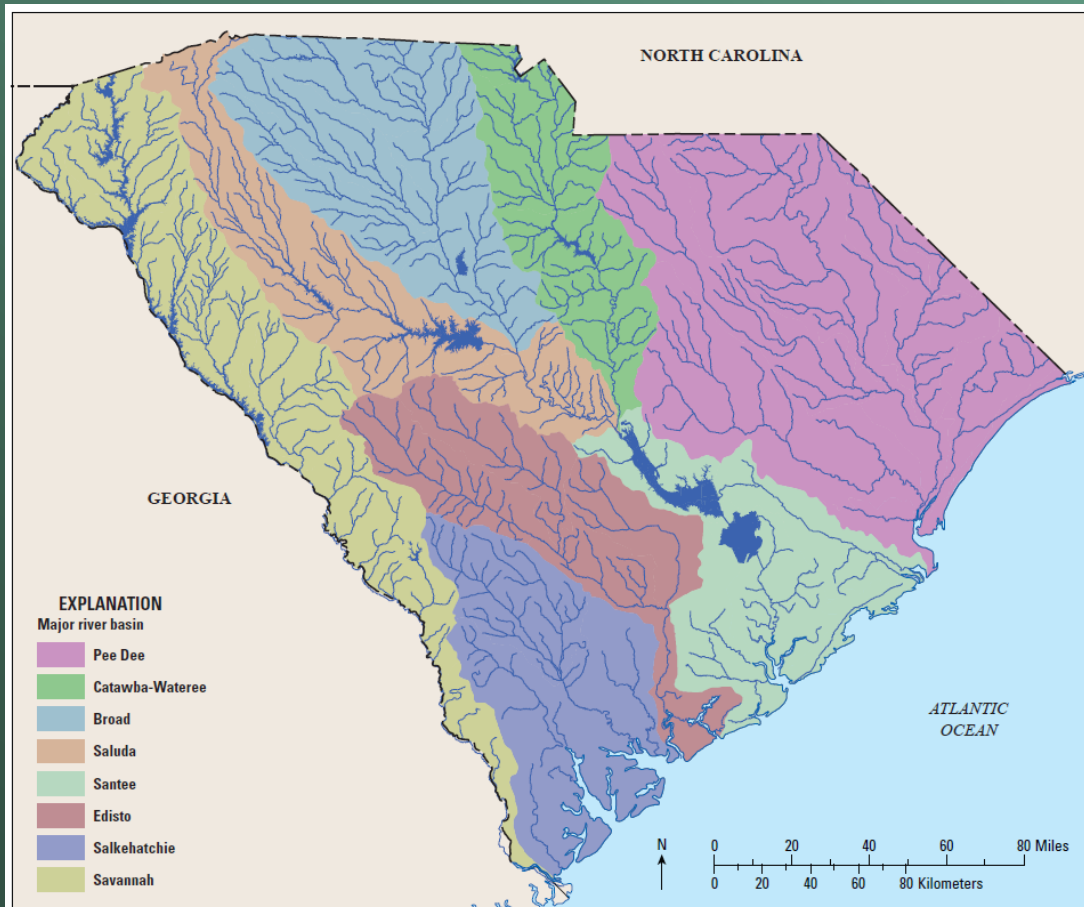 NORTH CAROLINA
GEORGIA
EXPLANATION
Major river basin
Pee Dee
Catawba-Wateree
Broad
Saluda
Santee
Edisto
Salkehatchie
Savannah
ATLANTIC
OCEAN
N
0 20 40 60 80 Miles
0 20 40 60 80 Kilometers